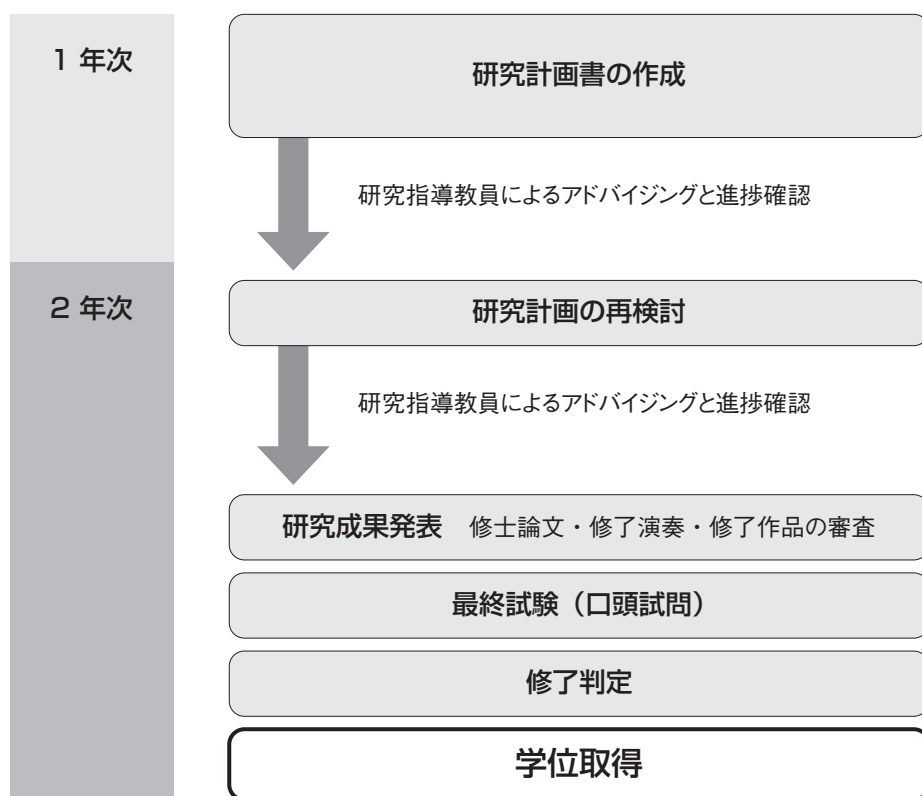 1 年次
研究計画書の作成
研究指導教員によるアドバイジングと進捗確認
2 年次
研究計画の再検討
研究指導教員によるアドバイジングと進捗確認
研究成果発表 修士論文・修了演奏・修了作品の審査
最終試験（口頭試問）
修了判定
学位取得